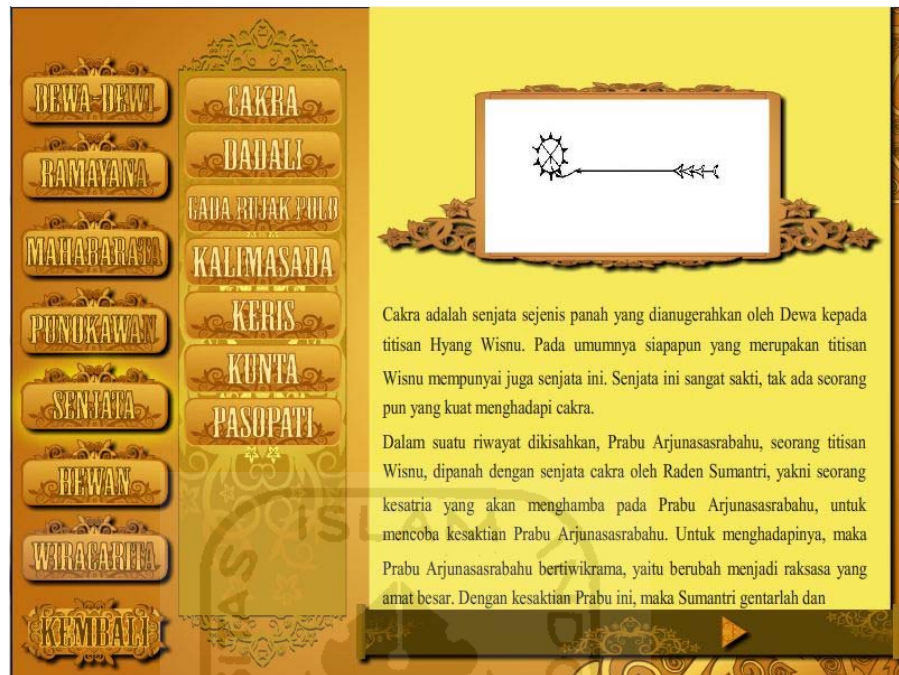 DEWA-DEWI
RAMAYANA
MAHABARATA
PUNOKAWAN
SENJATA
HEWAN
WIRACARITA
KEMBALI
CAKRA
DADALI
GADA RUJAK POLO
KALIMASADA
KERIS
KUNTA
PASOPATI
Cakra adalah senjata sejenis panah yang dianugerahkan oleh Dewa kepada
titisan Hyang Wisnu. Pada umumnya siapapun yang merupakan titisan
Wisnu mempunyai juga senjata ini. Senjata ini sangat sakti, tak ada seorang
pun yang kuat menghadapi cakra.
Dalam suatu riwayat dikisahkan, Prabu Arjunasasrabahu, seorang titisan
Wisnu, dipanah dengan senjata cakra oleh Raden Sumantri, yakni seorang
kesatria yang akan menghamba pada Prabu Arjunasasrabahu, untuk
mencoba kesaktian Prabu Arjunasasrabahu. Untuk menghadapinya, maka
Prabu Arjunasasrabahu bertiwikrama, yaitu berubah menjadi raksasa yang
amat besar. Dengan kesaktian Prabu ini, maka Sumantri gentarlah dan
ISLAM